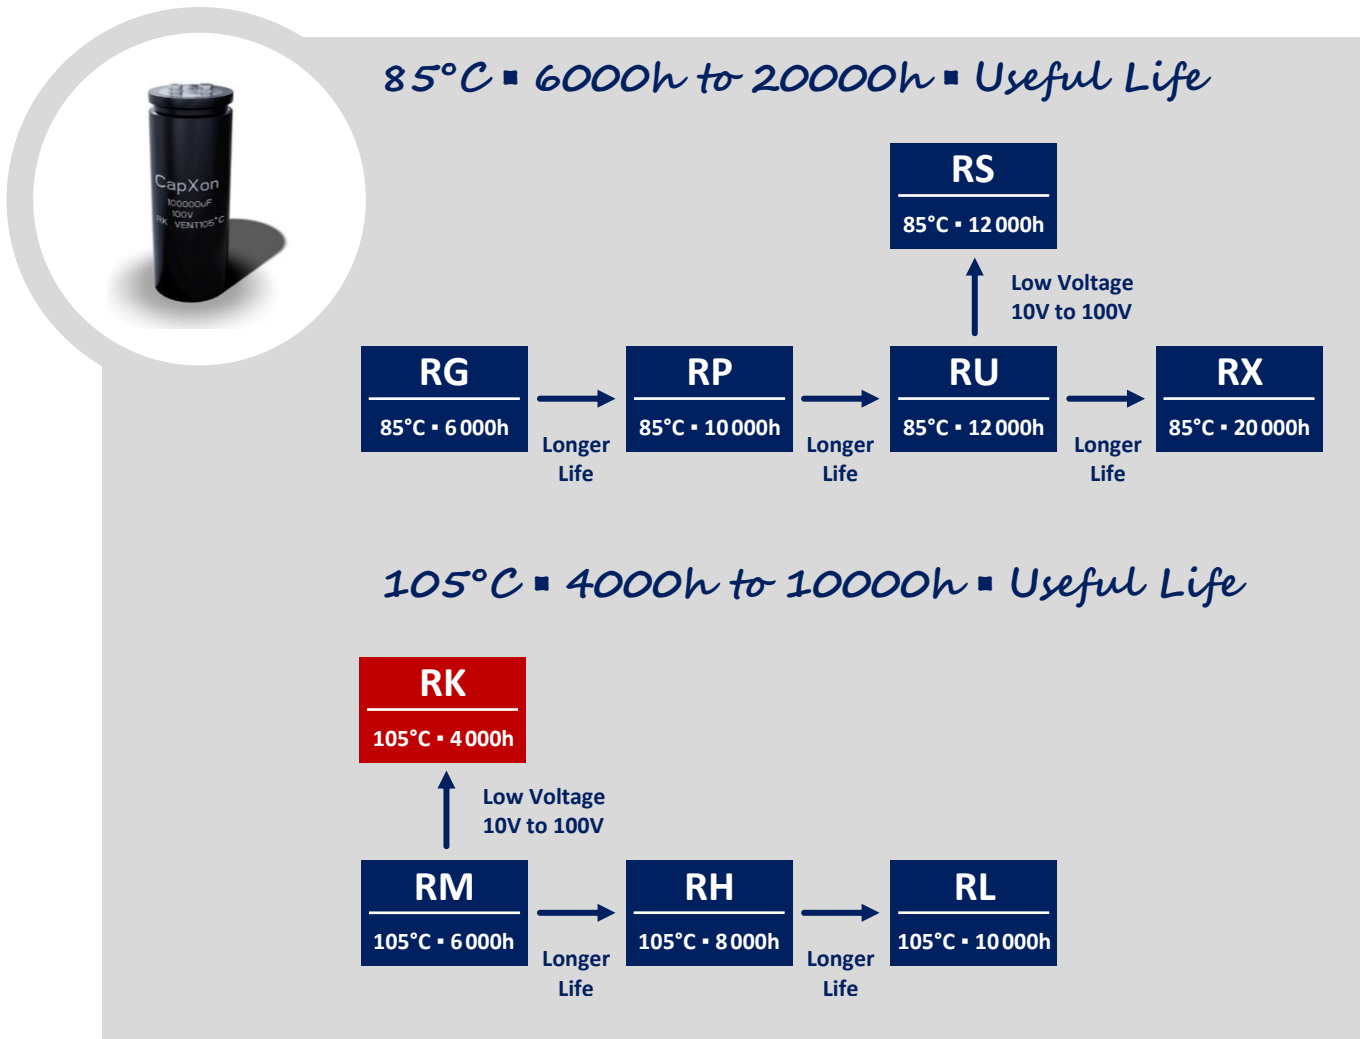 85°C ▪ 6000h to 20000h ▪ Useful Life
CapXon
100000uF
100V
RK VENT105°C
RS
85°C ▪ 12 000h
Low Voltage
10V to 100V
RG
85°C ▪ 6 000h
Longer
Life
RP
85°C ▪ 10 000h
Longer
Life
RU
85°C ▪ 12 000h
Longer
Life
RX
85°C ▪ 20 000h
105°C ▪ 4000h to 10000h ▪ Useful Life
RK
105°C ▪ 4 000h
Low Voltage
10V to 100V
RM
105°C ▪ 6 000h
Longer
Life
RH
105°C ▪ 8 000h
Longer
Life
RL
105°C ▪ 10 000h